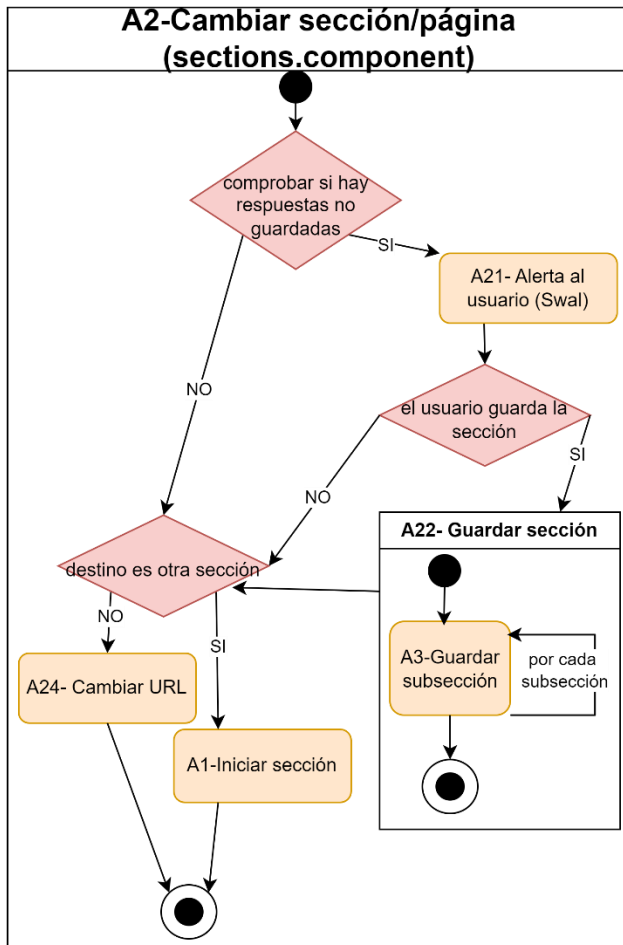 A2-Cambiar sección/página
(sections.component)
comprobar si hay
respuestas no
guardadas
SI
A21- Alerta al
usuario (Swal)
NO
el usuario guarda la
sección
SI
NO
A22- Guardar sección
destino es otra sección
NO
SI
A3-Guardar
subsección
por cada
subsección
A24- Cambiar URL
A1-Iniciar sección